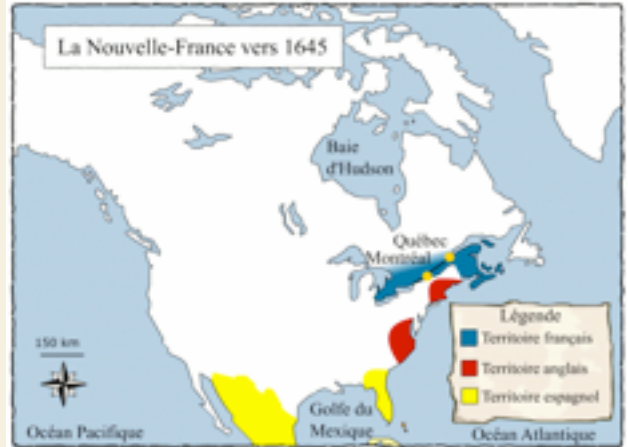 La Nouvelle-France vers 1645
Baie
d'Hudson
Québec
Montréal
Légende
Territoire français
Territoire anglais
Territoire espagnol
150 km
Golfe du
Mexique
Océan Pacifique
Océan Atlantique